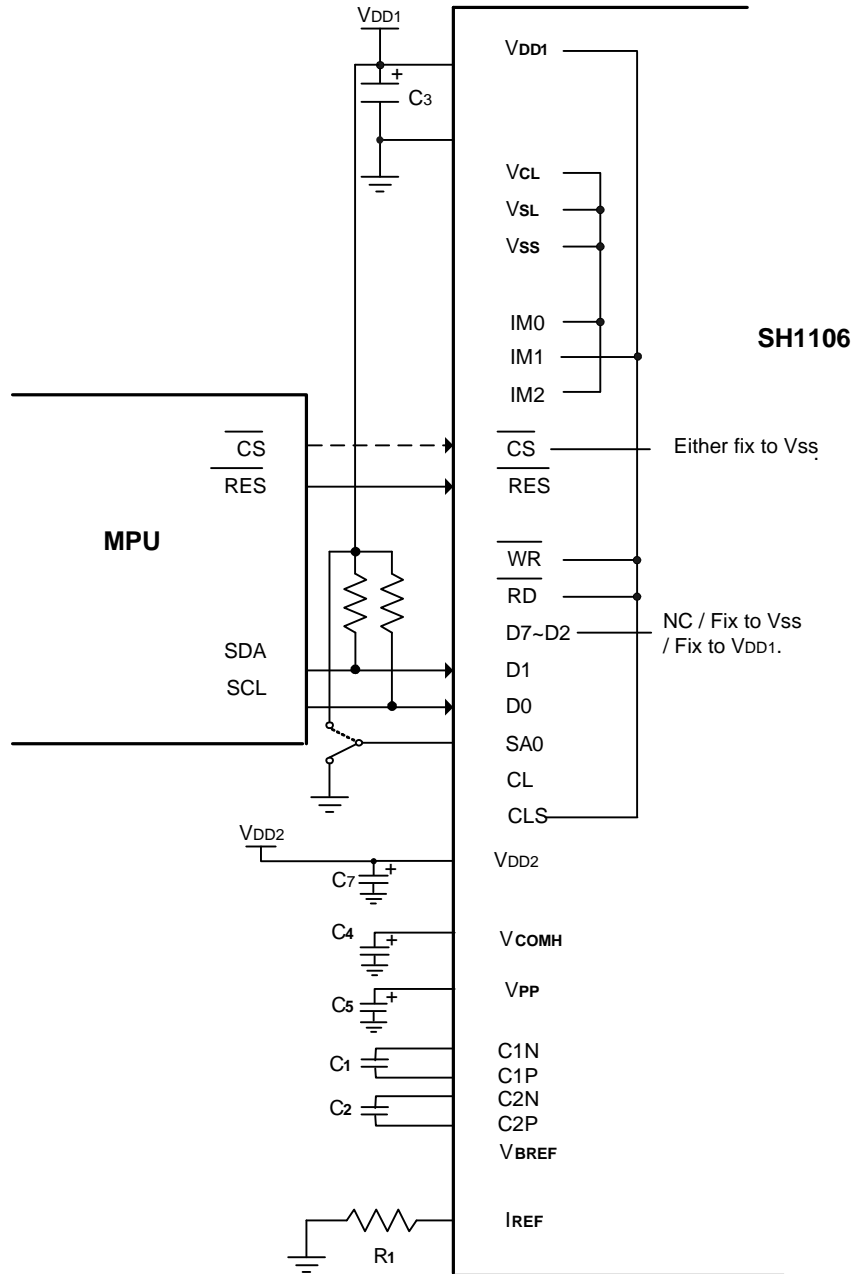 VDD1
C3
VDD1
VCL
VSL
VSS
IM0
IM1
IM2
SH1106
CS
RES
MPU
SDA
SCL
CS
Either fix to Vss.
RES
WR
RD
D7~D2
NC / Fix to Vss
/ Fix to VDD1.
D1
D0
SA0
CL
CLS
VDD2
C7
VDD2
C4
VCOMH
C5
VPP
C1
C1N
C1P
C2
C2N
C2P
VBREF
R1
IREF
+
+
+
+